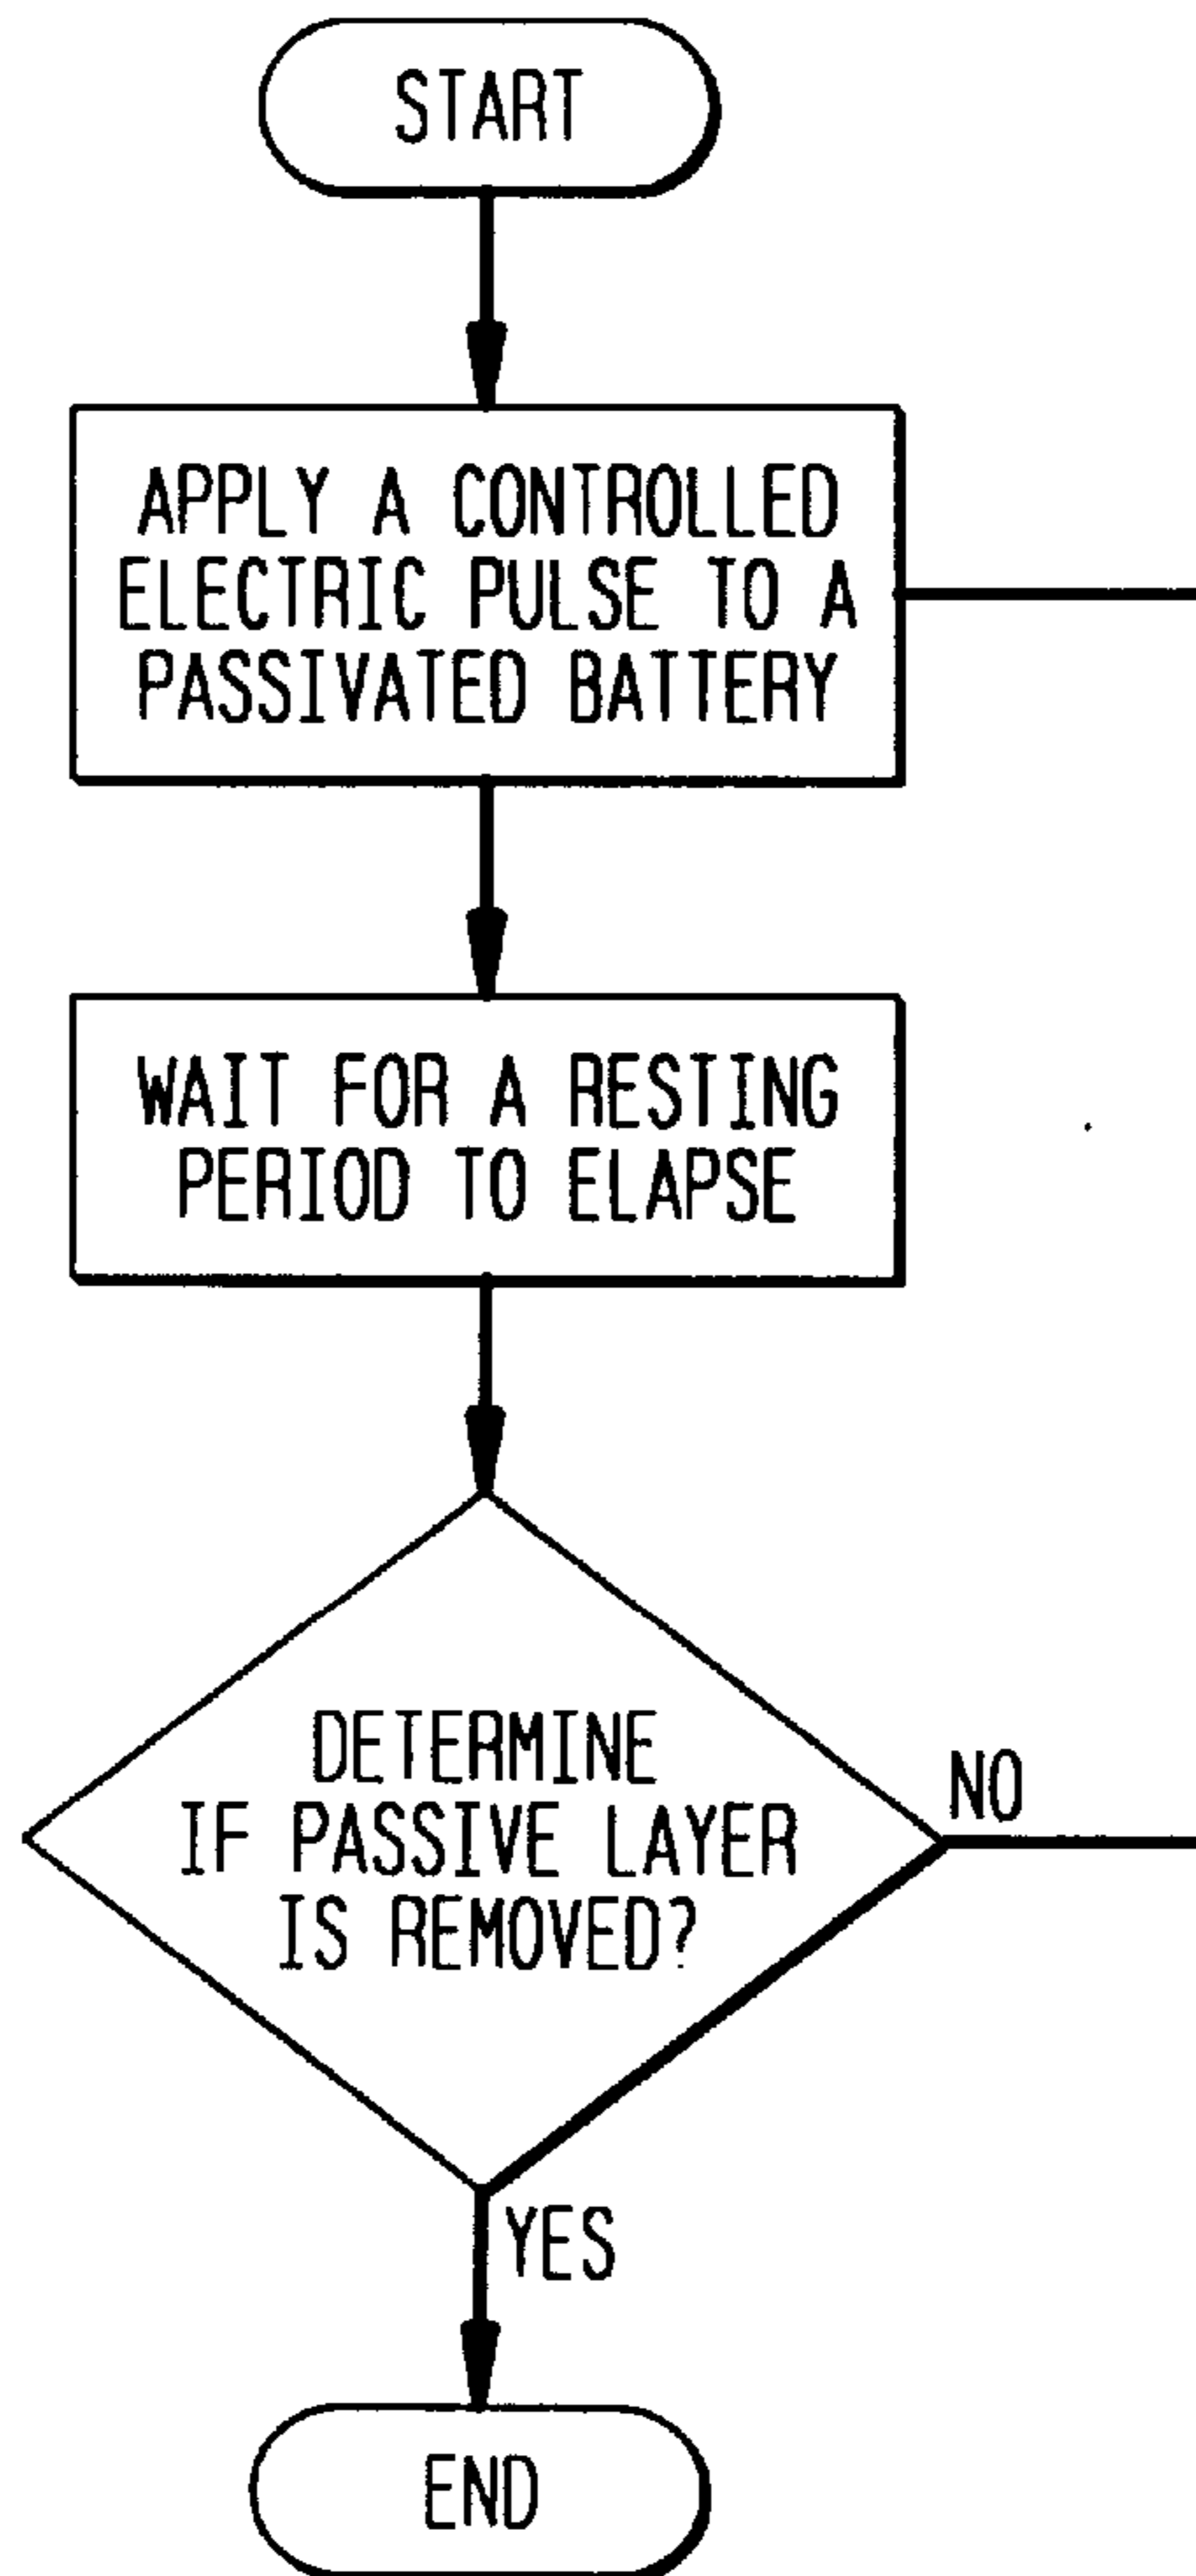 START
APPLY A CONTROLLED
ELECTRIC PULSE TO A
PASSIVATED BATTERY
WAIT FOR A RESTING
PERIOD TO ELAPSE
DETERMINE
IF PASSIVE LAYER
IS REMOVED?
NO
YES
END